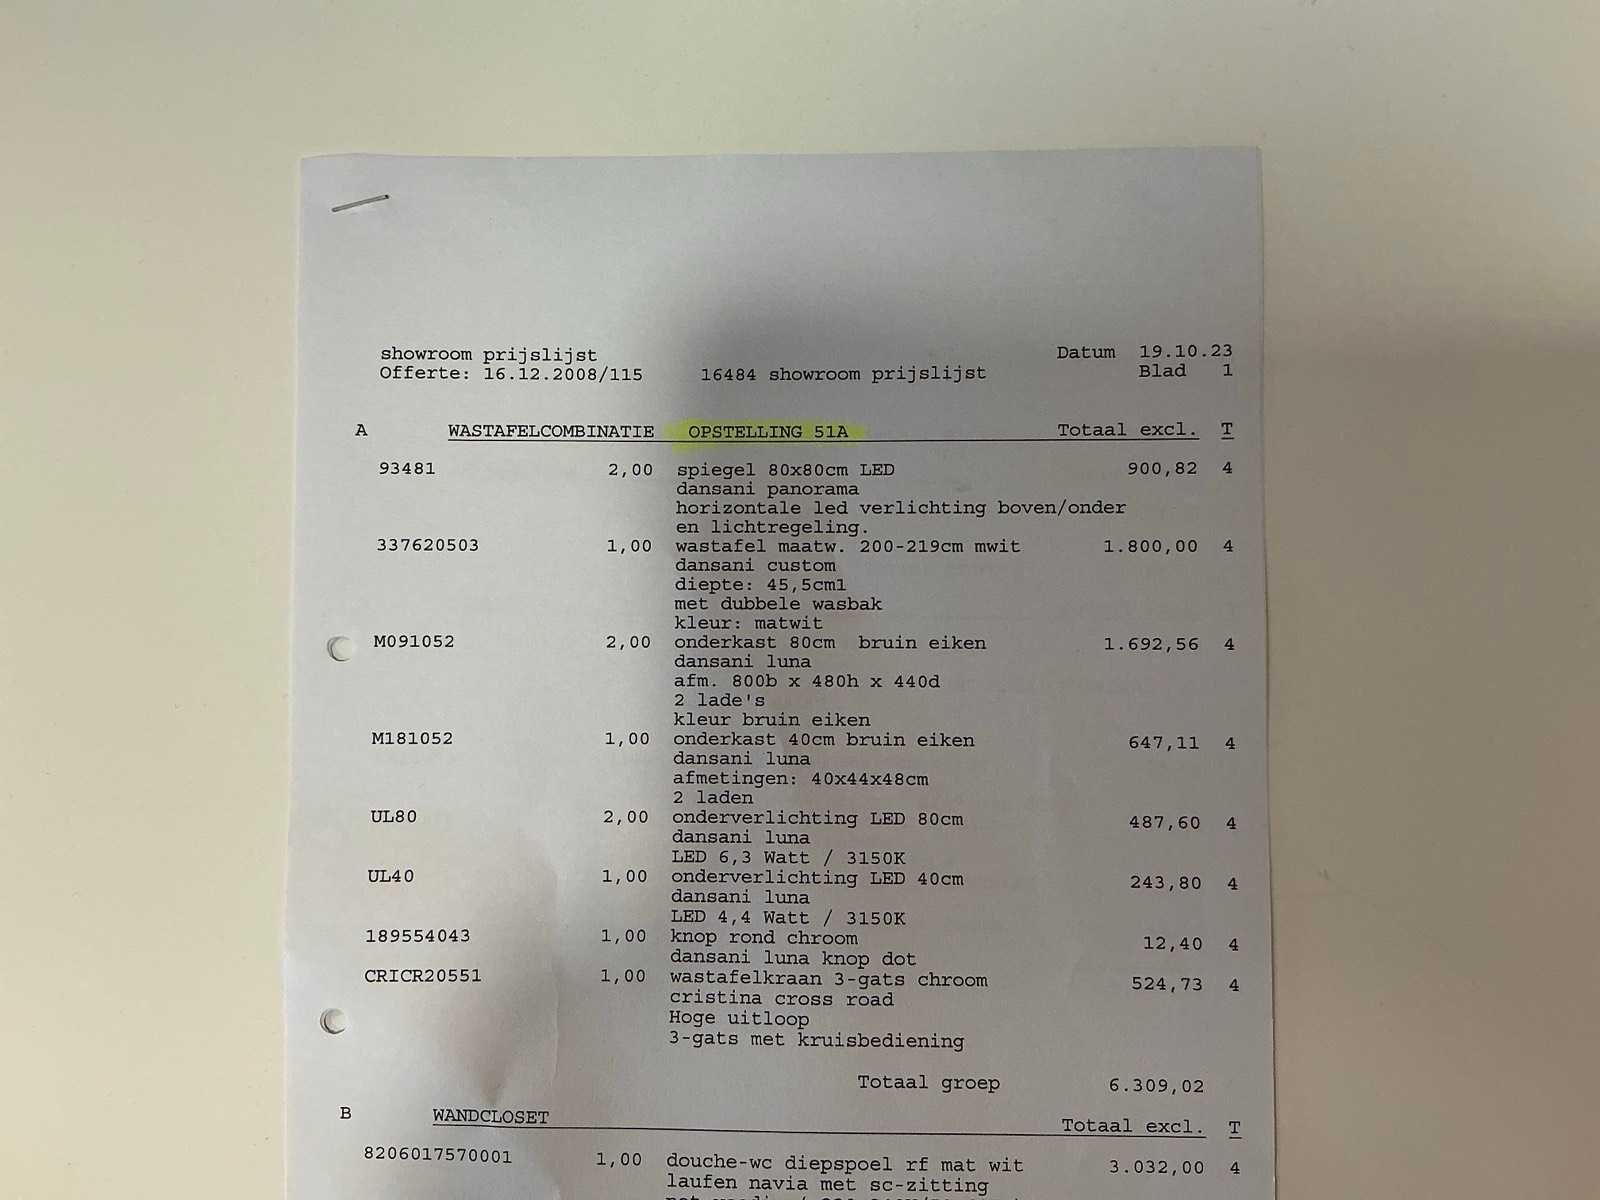 showroom prijslijst Datum 19.10.23
Offerte: 16.12.2008/115 16484 showroom prijslijst Blad 1
A WASTAFELCOMBINATIE OPSTELLING 51A Totaal excl. T
93481 2,00 spiegel 80x80cm LED 900,82 4
dansani panorama
horizontale led verlichting boven/onder
en lichtregeling.
337620503 1,00 wastafel maatw. 200-219cm mwit 1.800,00 4
dansani custom
diepte: 45,5cml
met dubbele wasbak
kleur: matwit
M091052 2,00 onderkast 80cm bruin eiken 1.692,56 4
dansani luna
afm. 800b x 480h x 440d
2 lade's
kleur bruin eiken
M181052 1,00 onderkast 40cm bruin eiken 647,11 4
dansani luna
afmetingen: 40x44x48cm
2 laden
UL80 2,00 onderverlichting LED 80cm 487,60 4
dansani luna
LED 6,3 Watt / 3150K
UL40 1,00 onderverlichting LED 40cm 243,80 4
dansani luna
LED 4,4 Watt / 3150K
189554043 1,00 knop rond chroom 12,40 4
dansani luna knop dot
CRICR20551 1,00 wastafelkraan 3-gats chroom 524,73 4
cristina cross road
Hoge uitloop
3-gats met kruisbediening
Totaal groep 6.309,02
B WANDCLOSET Totaal excl. T
8206017570001 1,00 douche-wc diepspoel rf mat wit 3.032,00 4
laufen navia met sc-zitting